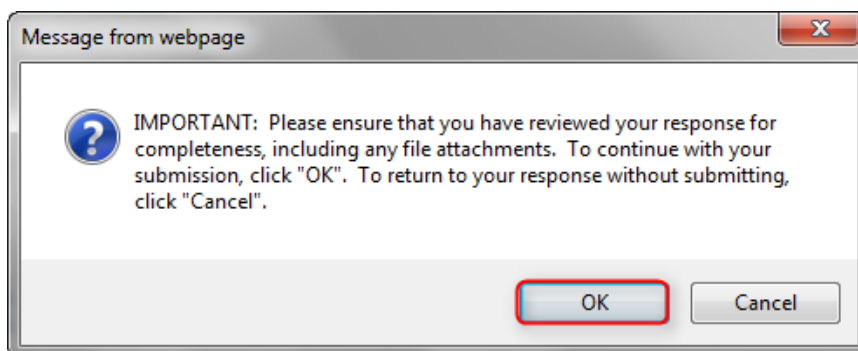 Message from webpage
IMPORTANT:  Please ensure that you have reviewed your response for
completeness, including any file attachments.  To continue with your
submission, click "OK".  To return to your response without submitting,
click "Cancel".
OK
Cancel